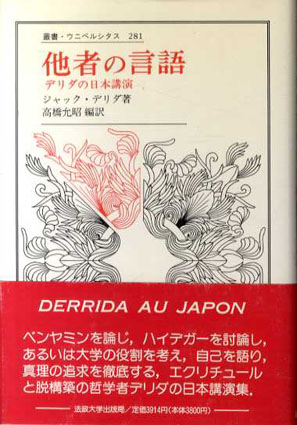 叢書・ウニベルシタス 281
他者の言語
デリダの日本講演
ジャック・デリダ著
高橋允昭 編訳
DERRIDA AU JAPON
ベンヤミンを論じ，ハイデガーを討論し，
あるいは大学の役割を考え，自己を語り，
真理の追求を徹底する，エクリチュール
と脱構築の哲学者デリダの日本講演集．
法政大学出版局／定価3914円(本体3800円)